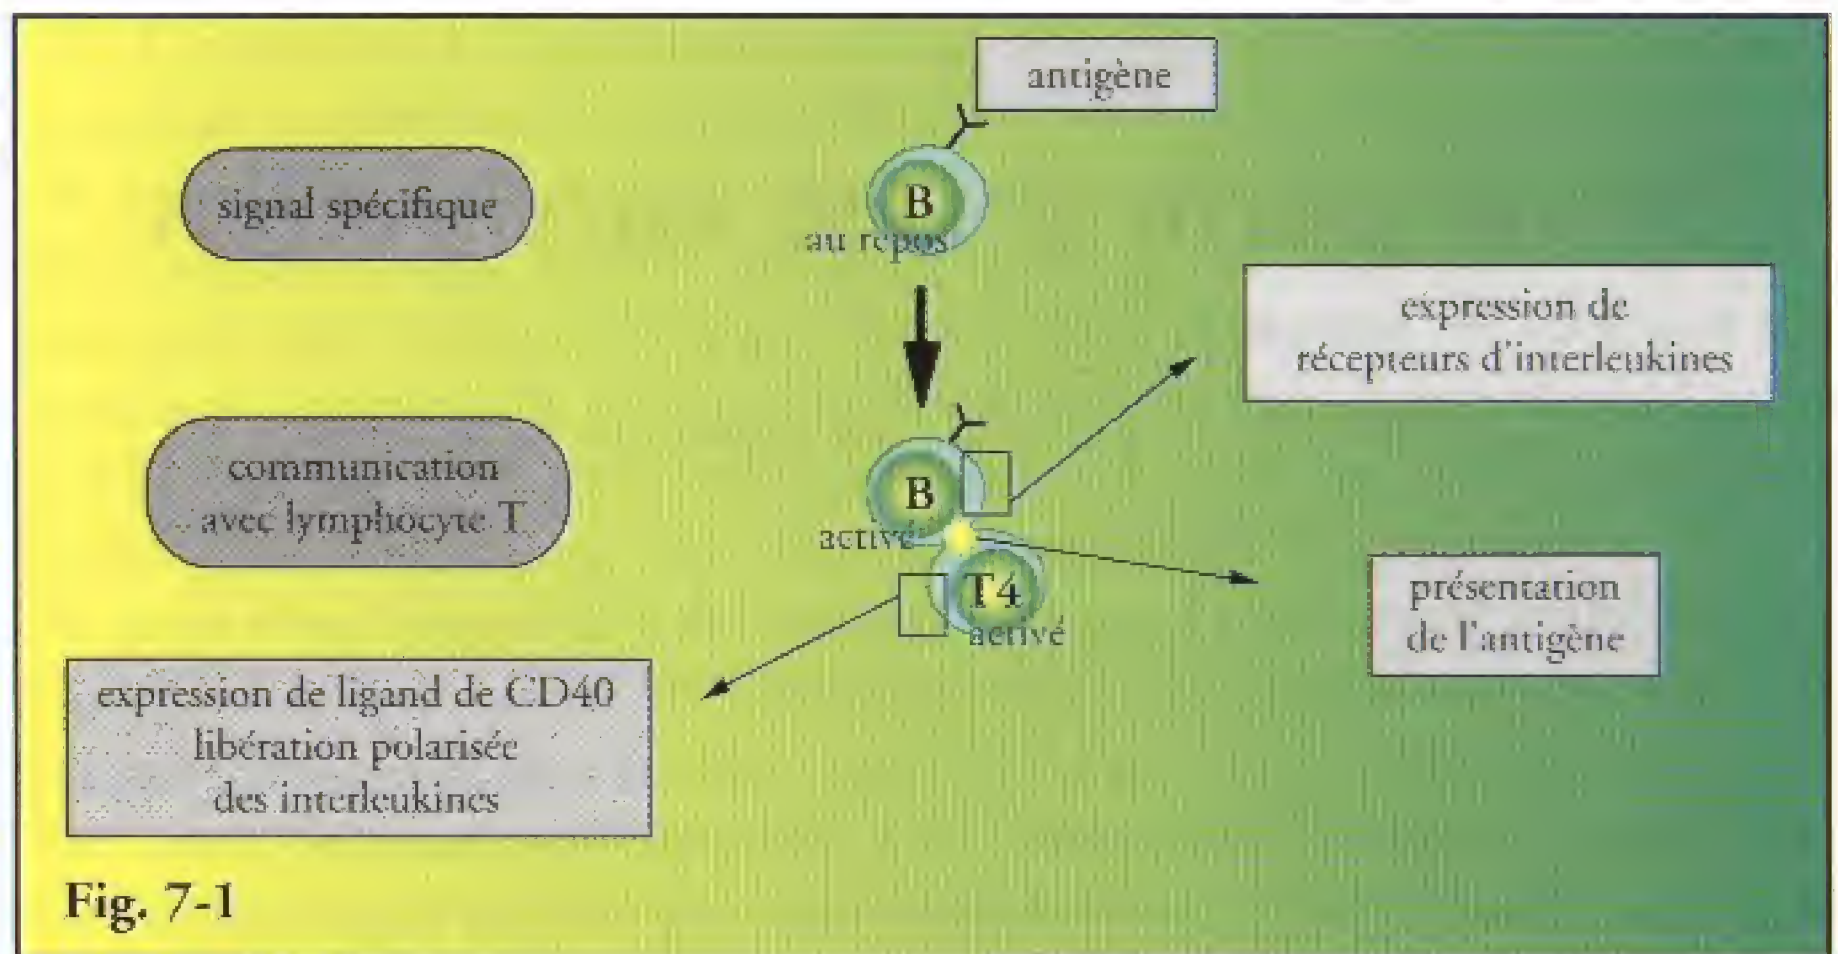 antigène
signal spécifique
B
au repos
expression de
récepteurs d'interleukines
communication
avec lymphocyte T
B
activé
T4
activé
présentation
de l'antigène
expression de ligand de CD40
libération polarisée
des interleukines
Fig. 7-1